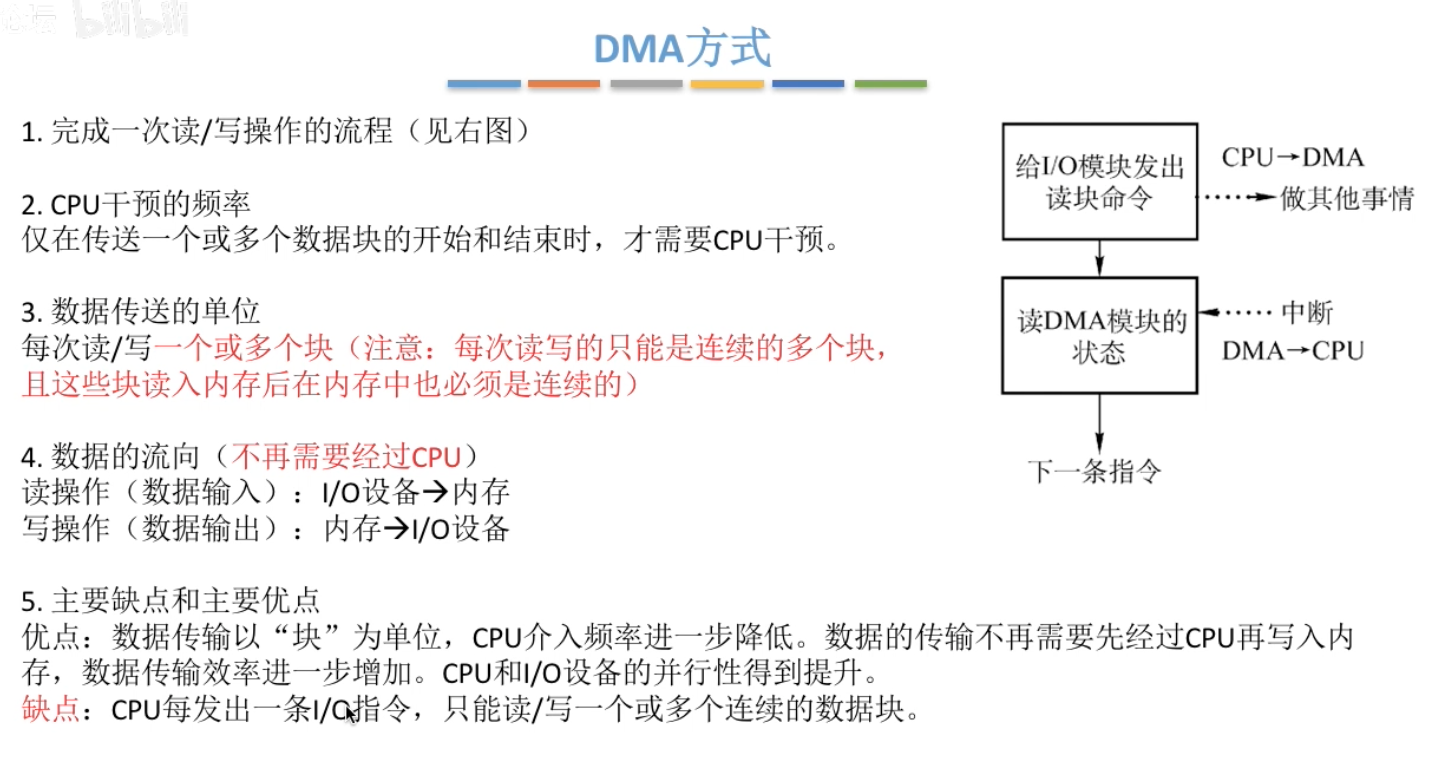 bilibili
DMA方式
1. 完成一次读/写操作的流程（见右图）
2. CPU干预的频率
仅在传送一个或多个数据块的开始和结束时，才需要CPU干预。
3. 数据传送的单位
每次读/写一个或多个块（注意：每次读写的只能是连续的多个块，
且这些块读入内存后在内存中也必须是连续的）
4. 数据的流向（不再需要经过CPU）
读操作（数据输入）：I/O设备→内存
写操作（数据输出）：内存→I/O设备
5. 主要缺点和主要优点
优点：数据传输以“块”为单位，CPU介入频率进一步降低。数据的传输不再需要先经过CPU再写入内
存，数据传输效率进一步增加。CPU和I/O设备的并行性得到提升。
缺点：CPU每发出一条I/O指令，只能读/写一个或多个连续的数据块。
给I/O模块发出
读块命令
CPU→DMA
做其他事情
读DMA模块的
状态
中断
DMA→CPU
下一条指令